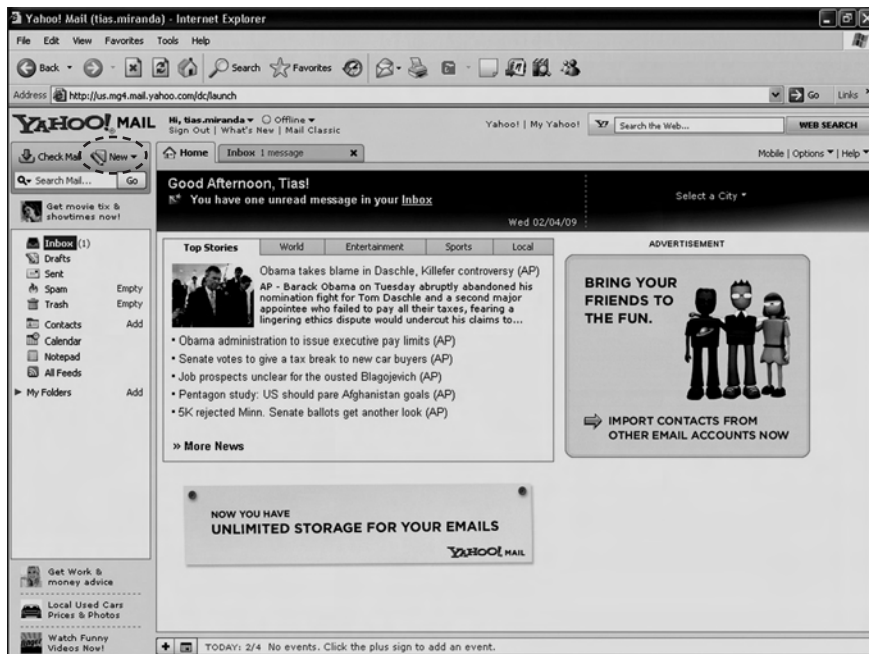 Yahoo! Mail (tias.miranda) - Internet Explorer
File Edit View Favorites Tools Help
Back Search Favorites
Address http://us.mg4.mail.yahoo.com/dc/launch Go Links
YAHOO! MAIL
Hi, tias.miranda Offline
Sign Out | What's New | Mail Classic
Yahoo! | My Yahoo!
Y! Search the Web... WEB SEARCH
Check Mail New
Home Inbox 1 message x
Mobile | Options | Help
Search Mail... Go
Get movie tix &
showtimes now!
Inbox (1)
Drafts
Sent
Spam Empty
Trash Empty
Contacts Add
Calendar
Notepad
All Feeds
My Folders Add
Get Work &
money advice
Local Used Cars
Prices & Photos
Watch Funny
Videos Now!
Good Afternoon, Tias!
You have one unread message in your Inbox
Wed 02/04/09
Select a City
Top Stories World Entertainment Sports Local
Obama takes blame in Daschle, Killefer controversy (AP)
AP - Barack Obama on Tuesday abruptly abandoned his
nomination fight for Tom Daschle and a second major
appointee who failed to pay all their taxes, fearing a
lingering ethics dispute would undercut his claims to...
• Obama administration to issue executive pay limits (AP)
• Senate votes to give a tax break to new car buyers (AP)
• Job prospects unclear for the ousted Blagojevich (AP)
• Pentagon study: US should pare Afghanistan goals (AP)
• 5K rejected Minn. Senate ballots get another look (AP)
» More News
ADVERTISEMENT
BRING YOUR
FRIENDS TO
THE FUN.
IMPORT CONTACTS FROM
OTHER EMAIL ACCOUNTS NOW
NOW YOU HAVE
UNLIMITED STORAGE FOR YOUR EMAILS
YAHOO! MAIL
TODAY: 2/4 No events. Click the plus sign to add an event.